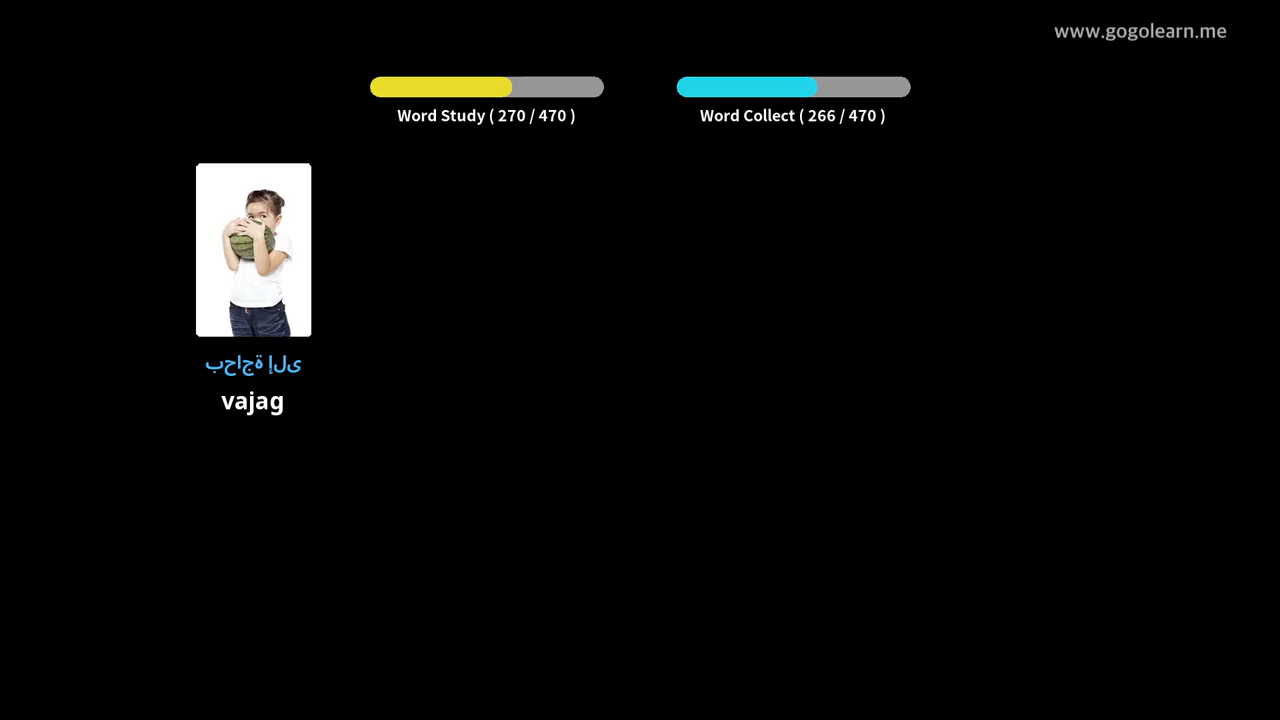 www.gogolearn.me
Word Study ( 270 / 470 )
Word Collect ( 266 / 470 )
بحاجة إلى
vajag